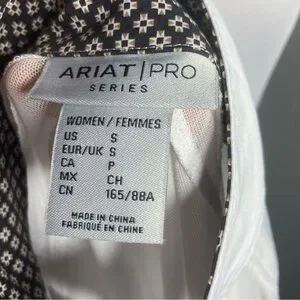 ARIAT | PRO
SERIES
WOMEN / FEMMES
US S
EUR/UK S
CA P
MX CH
CN 165/88A
MADE IN CHINA
FABRIQUÉ EN CHINE